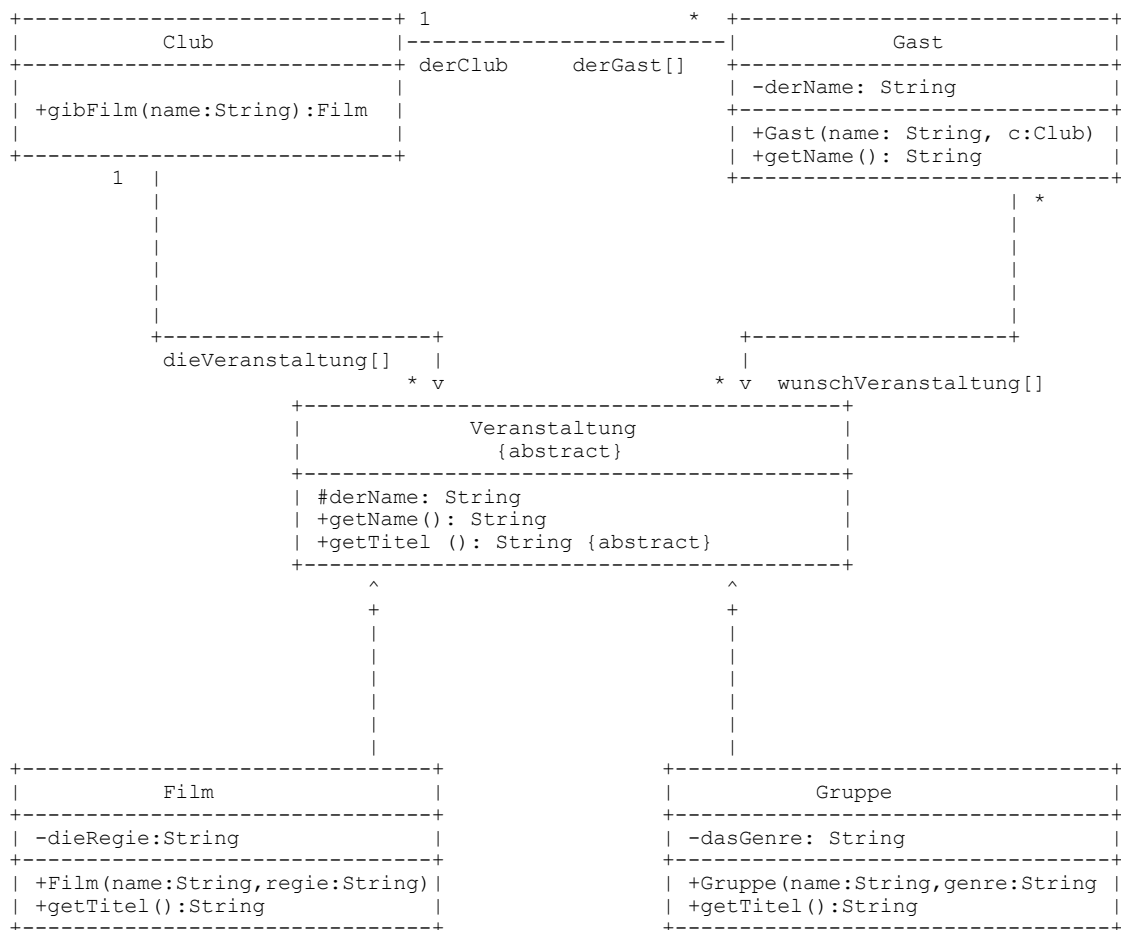 1 *
Club Gast
derClub derGast[]
-derName: String
+gibFilm(name:String):Film
+Gast(name: String, c:Club)
+getName(): String
1
*
dieVeranstaltung[]
* v * v wunschVeranstaltung[]
Veranstaltung
{abstract}
#derName: String
+getName(): String
+getTitel (): String {abstract}
Film Gruppe
-dieRegie:String -dasGenre: String
+Film(name:String,regie:String) +Gruppe(name:String,genre:String
+getTitel():String +getTitel():String